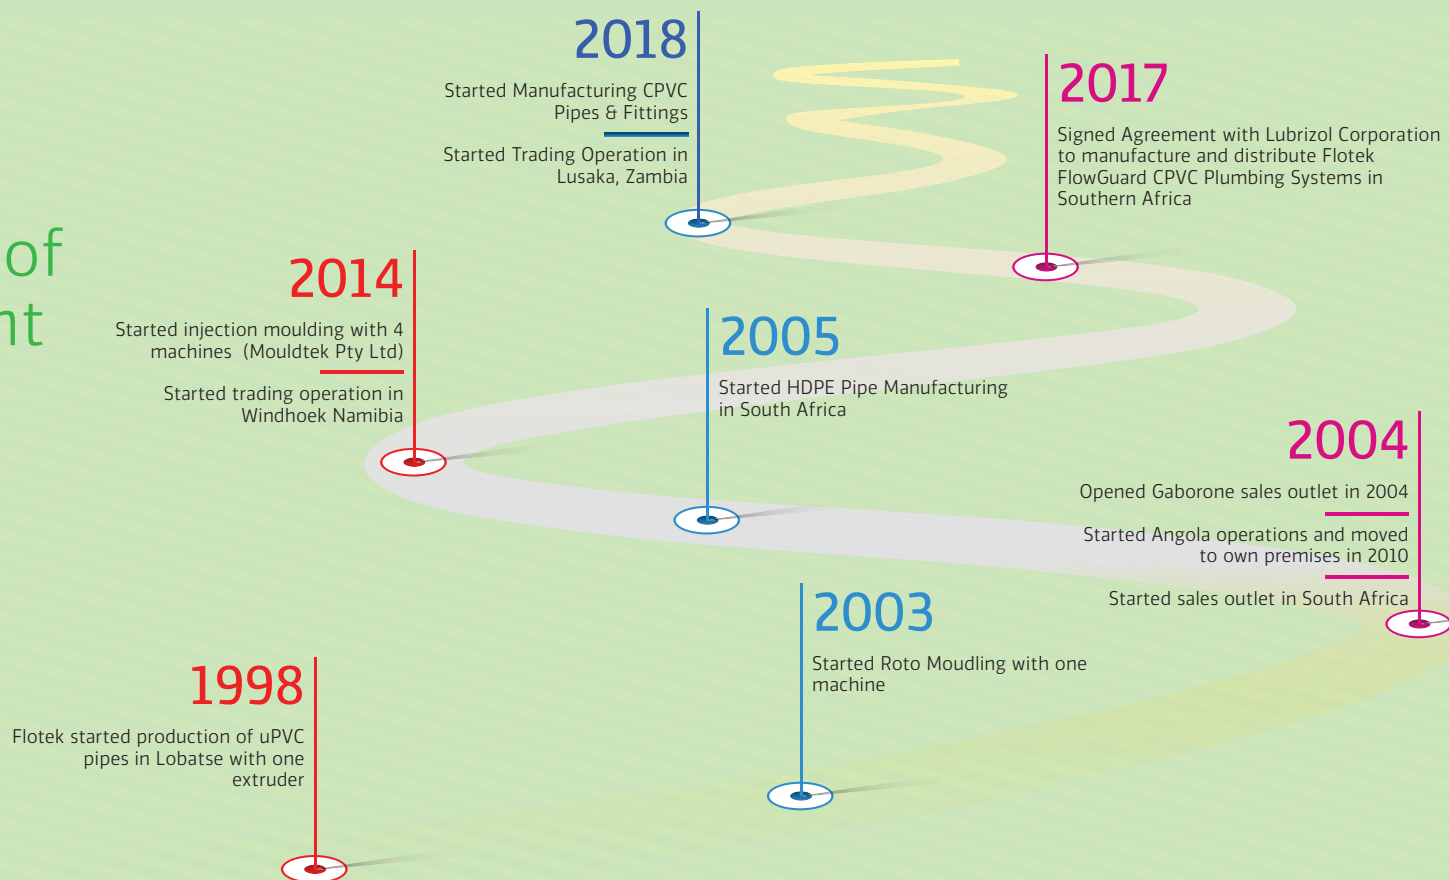 2018
Started Manufacturing CPVC
Pipes & Fittings
Started Trading Operation in
Lusaka, Zambia
2017
Signed Agreement with Lubrizol Corporation
to manufacture and distribute Flotek
FlowGuard CPVC Plumbing Systems in
Southern Africa
of
nt
2014
Started injection moulding with 4
machines (Mouldtek Pty Ltd)
Started trading operation in
Windhoek Namibia
2005
Started HDPE Pipe Manufacturing
in South Africa
2004
Opened Gaborone sales outlet in 2004
Started Angola operations and moved
to own premises in 2010
Started sales outlet in South Africa
2003
Started Roto Moudling with one
machine
1998
Flotek started production of uPVC
pipes in Lobatse with one
extruder